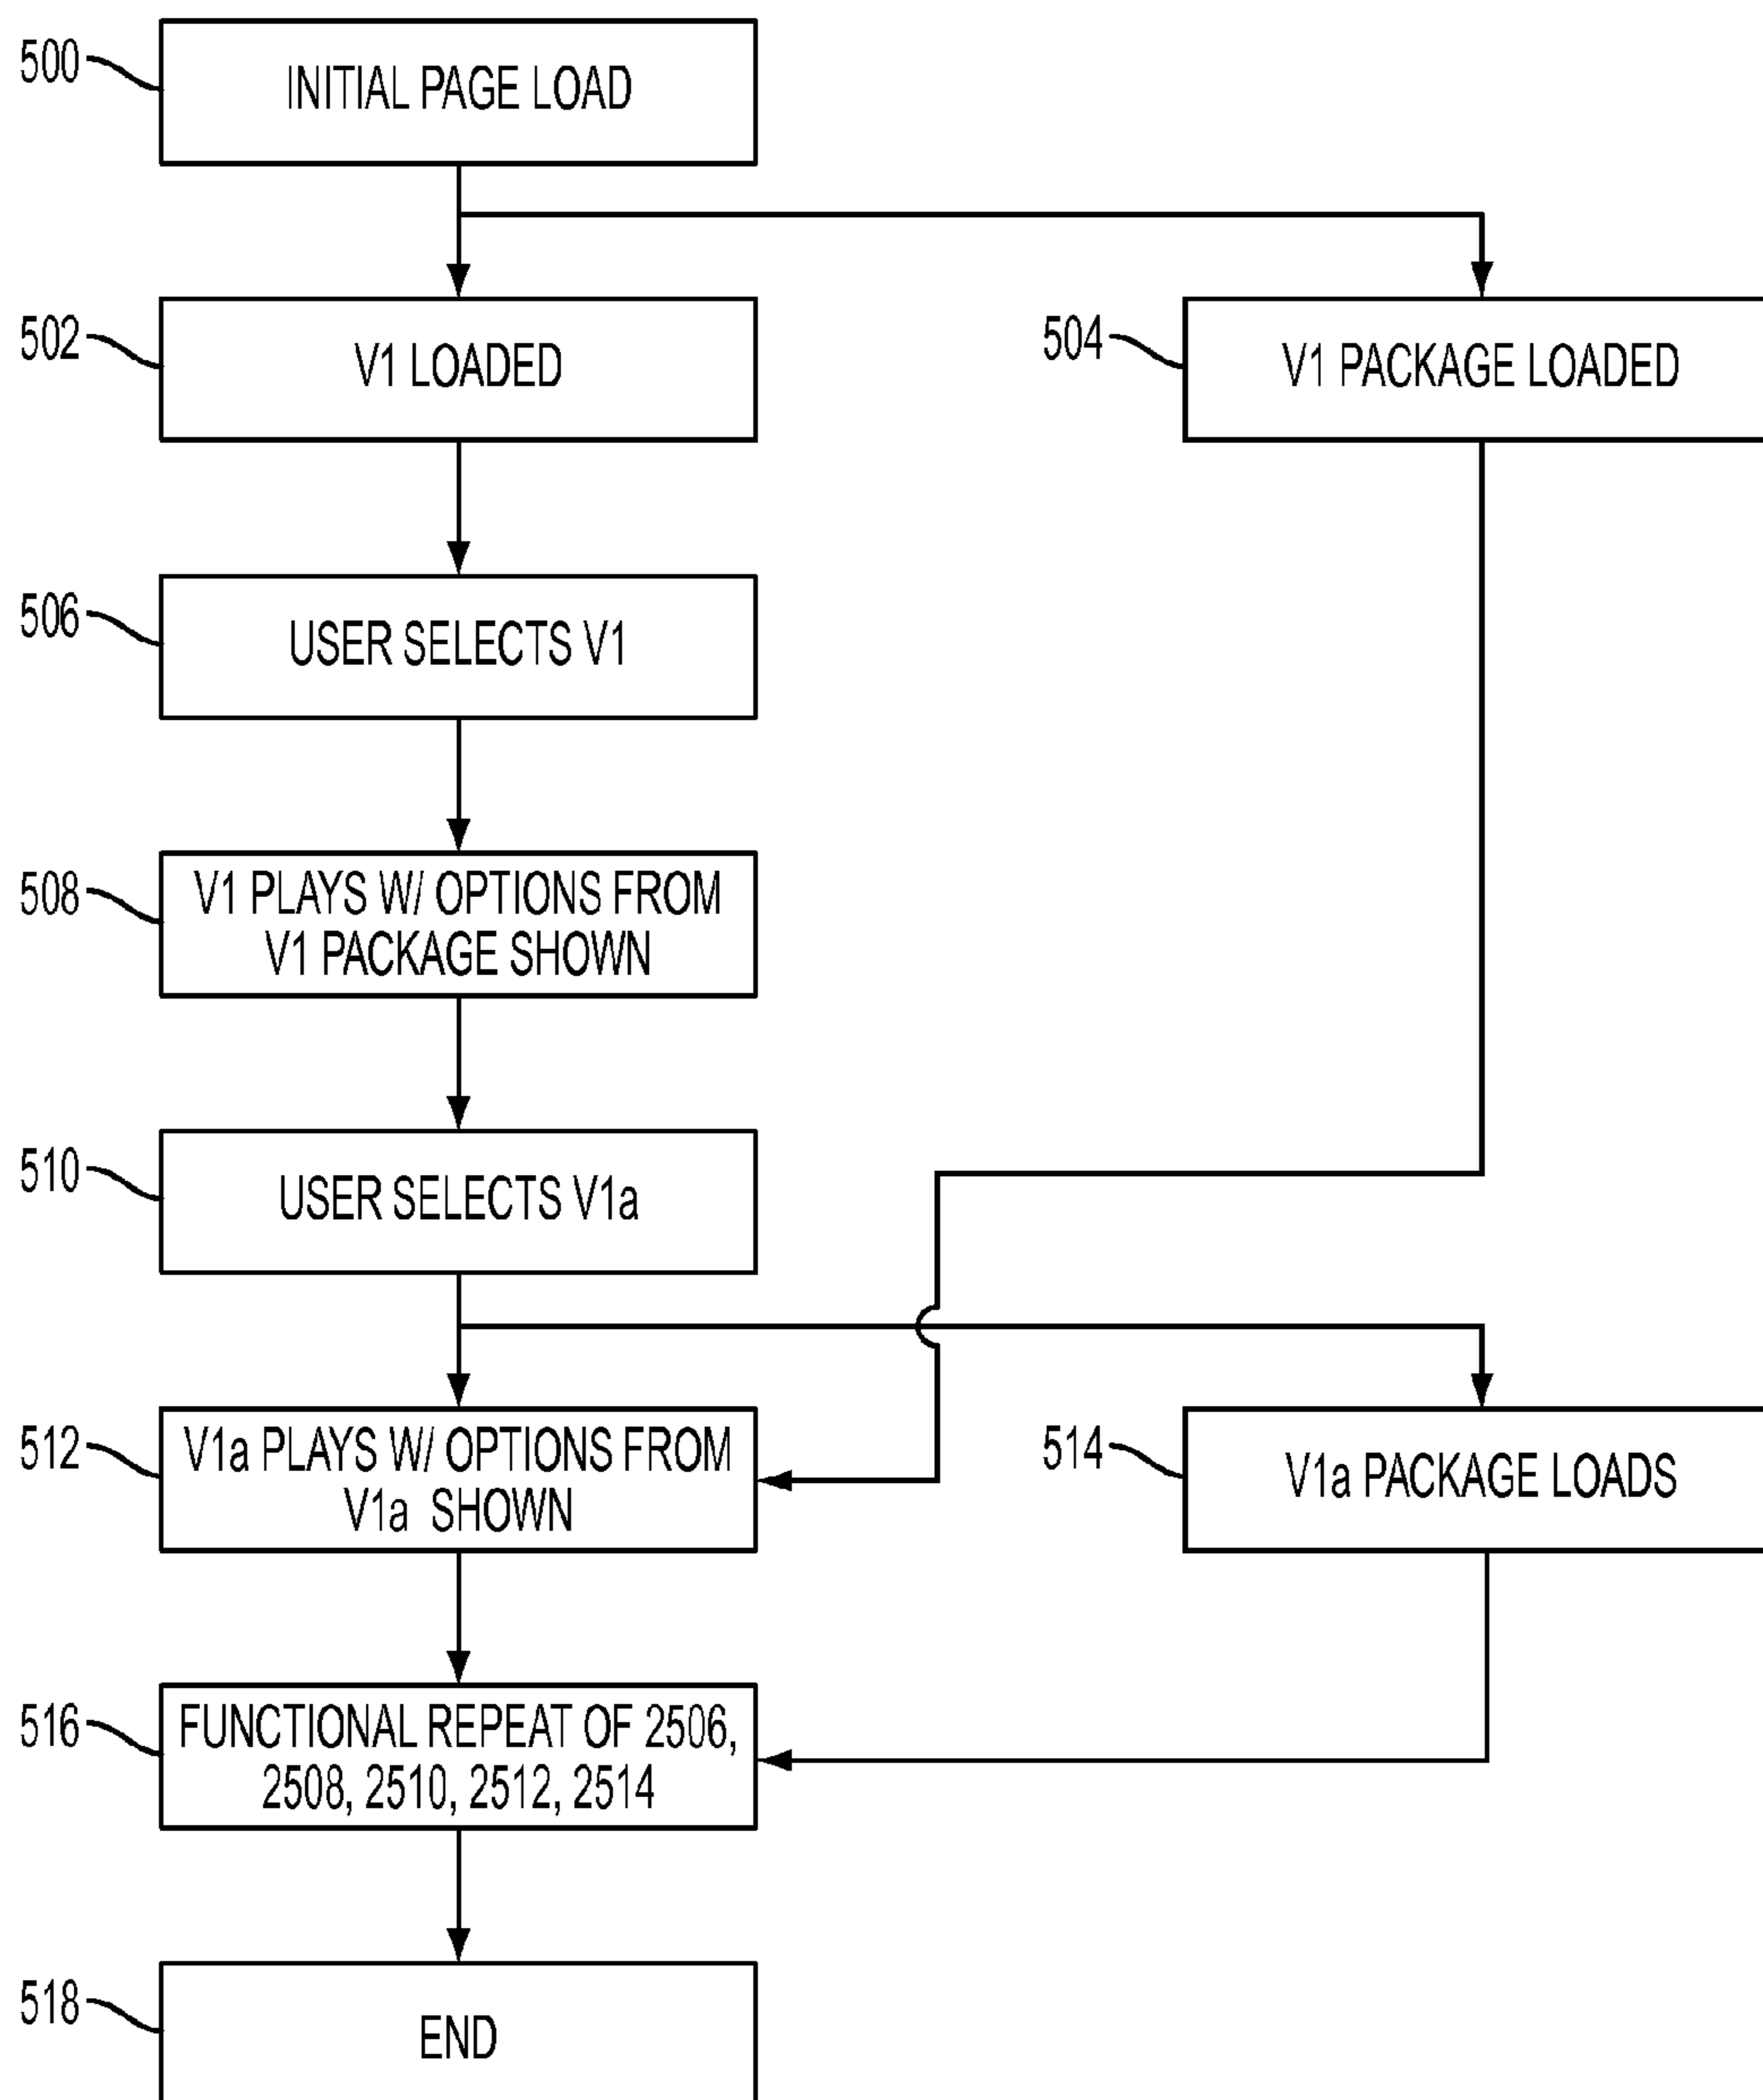 500
INITIAL PAGE LOAD
502
V1 LOADED
504
V1 PACKAGE LOADED
506
USER SELECTS V1
508
V1 PLAYS W/ OPTIONS FROM
V1 PACKAGE SHOWN
510
USER SELECTS V1a
512
V1a PLAYS W/ OPTIONS FROM
V1a SHOWN
514
V1a PACKAGE LOADS
516
FUNCTIONAL REPEAT OF 2506,
2508, 2510, 2512, 2514
518
END